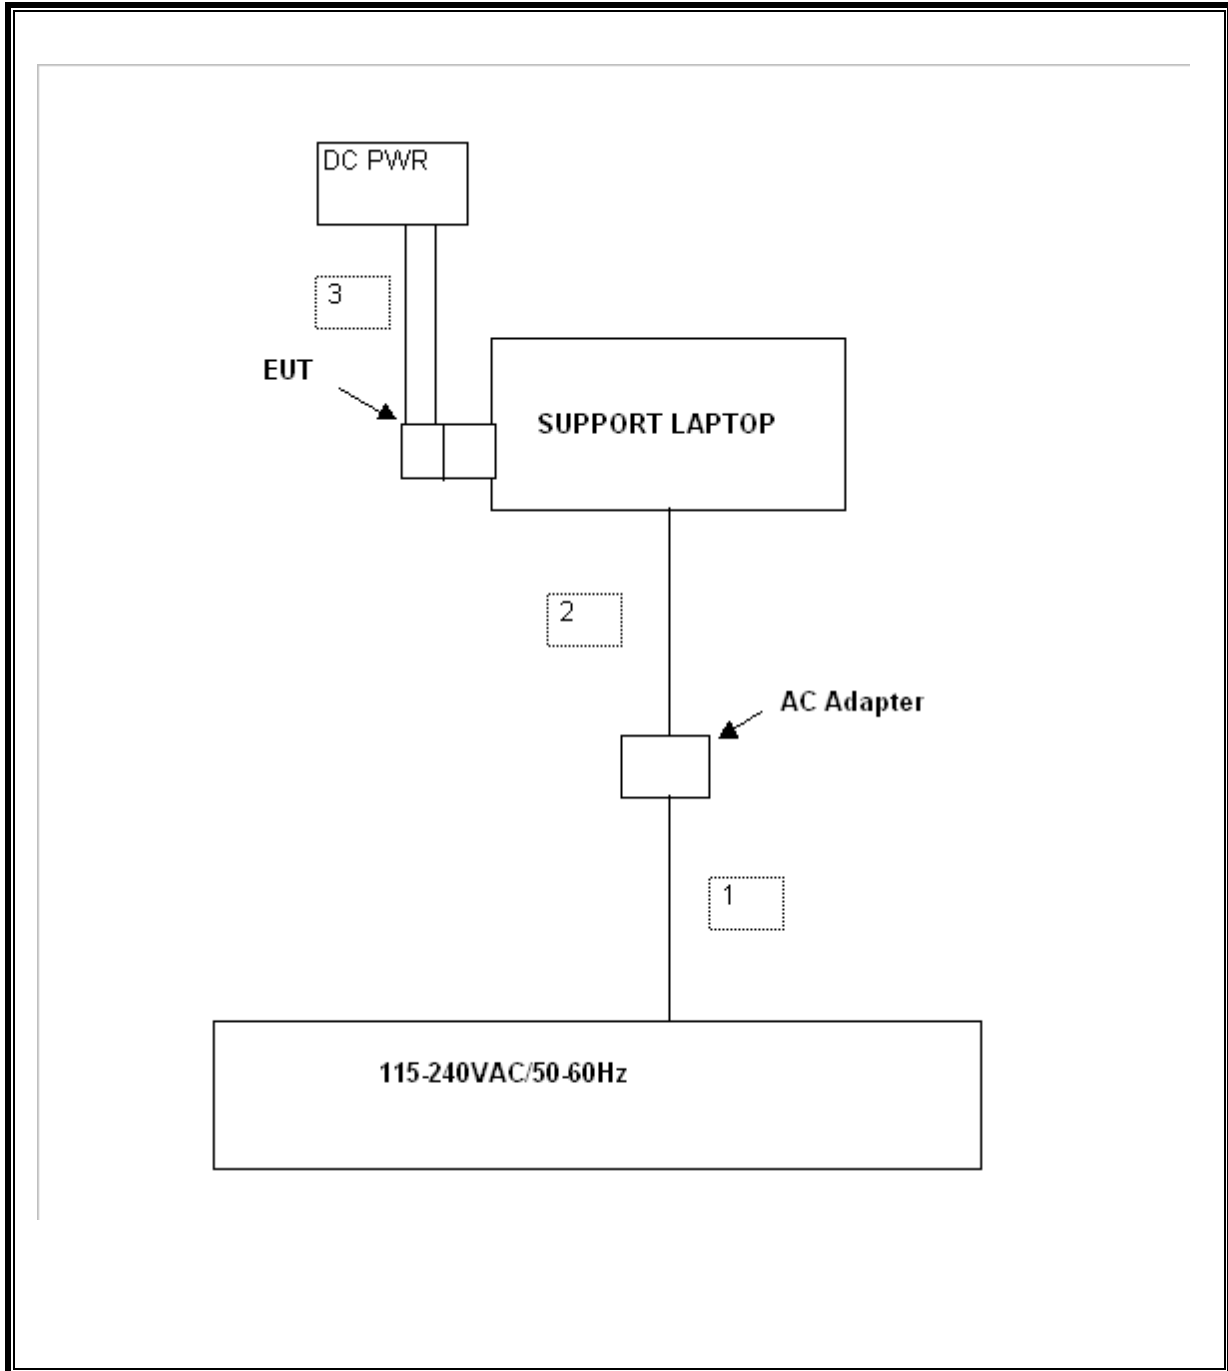 DC PWR
3
EUT
SUPPORT LAPTOP
2
AC Adapter
1
115-240VAC/50-60Hz